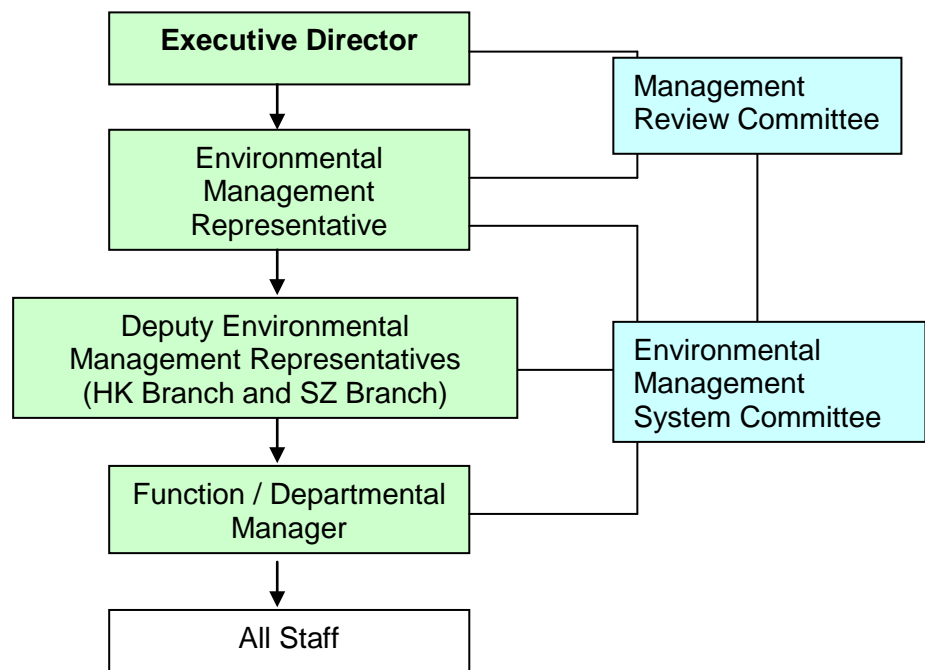 Executive Director
Management
Review Committee
Environmental
Management
Representative
Deputy Environmental
Management Representatives
(HK Branch and SZ Branch)
Environmental
Management
System Committee
Function / Departmental
Manager
All Staff